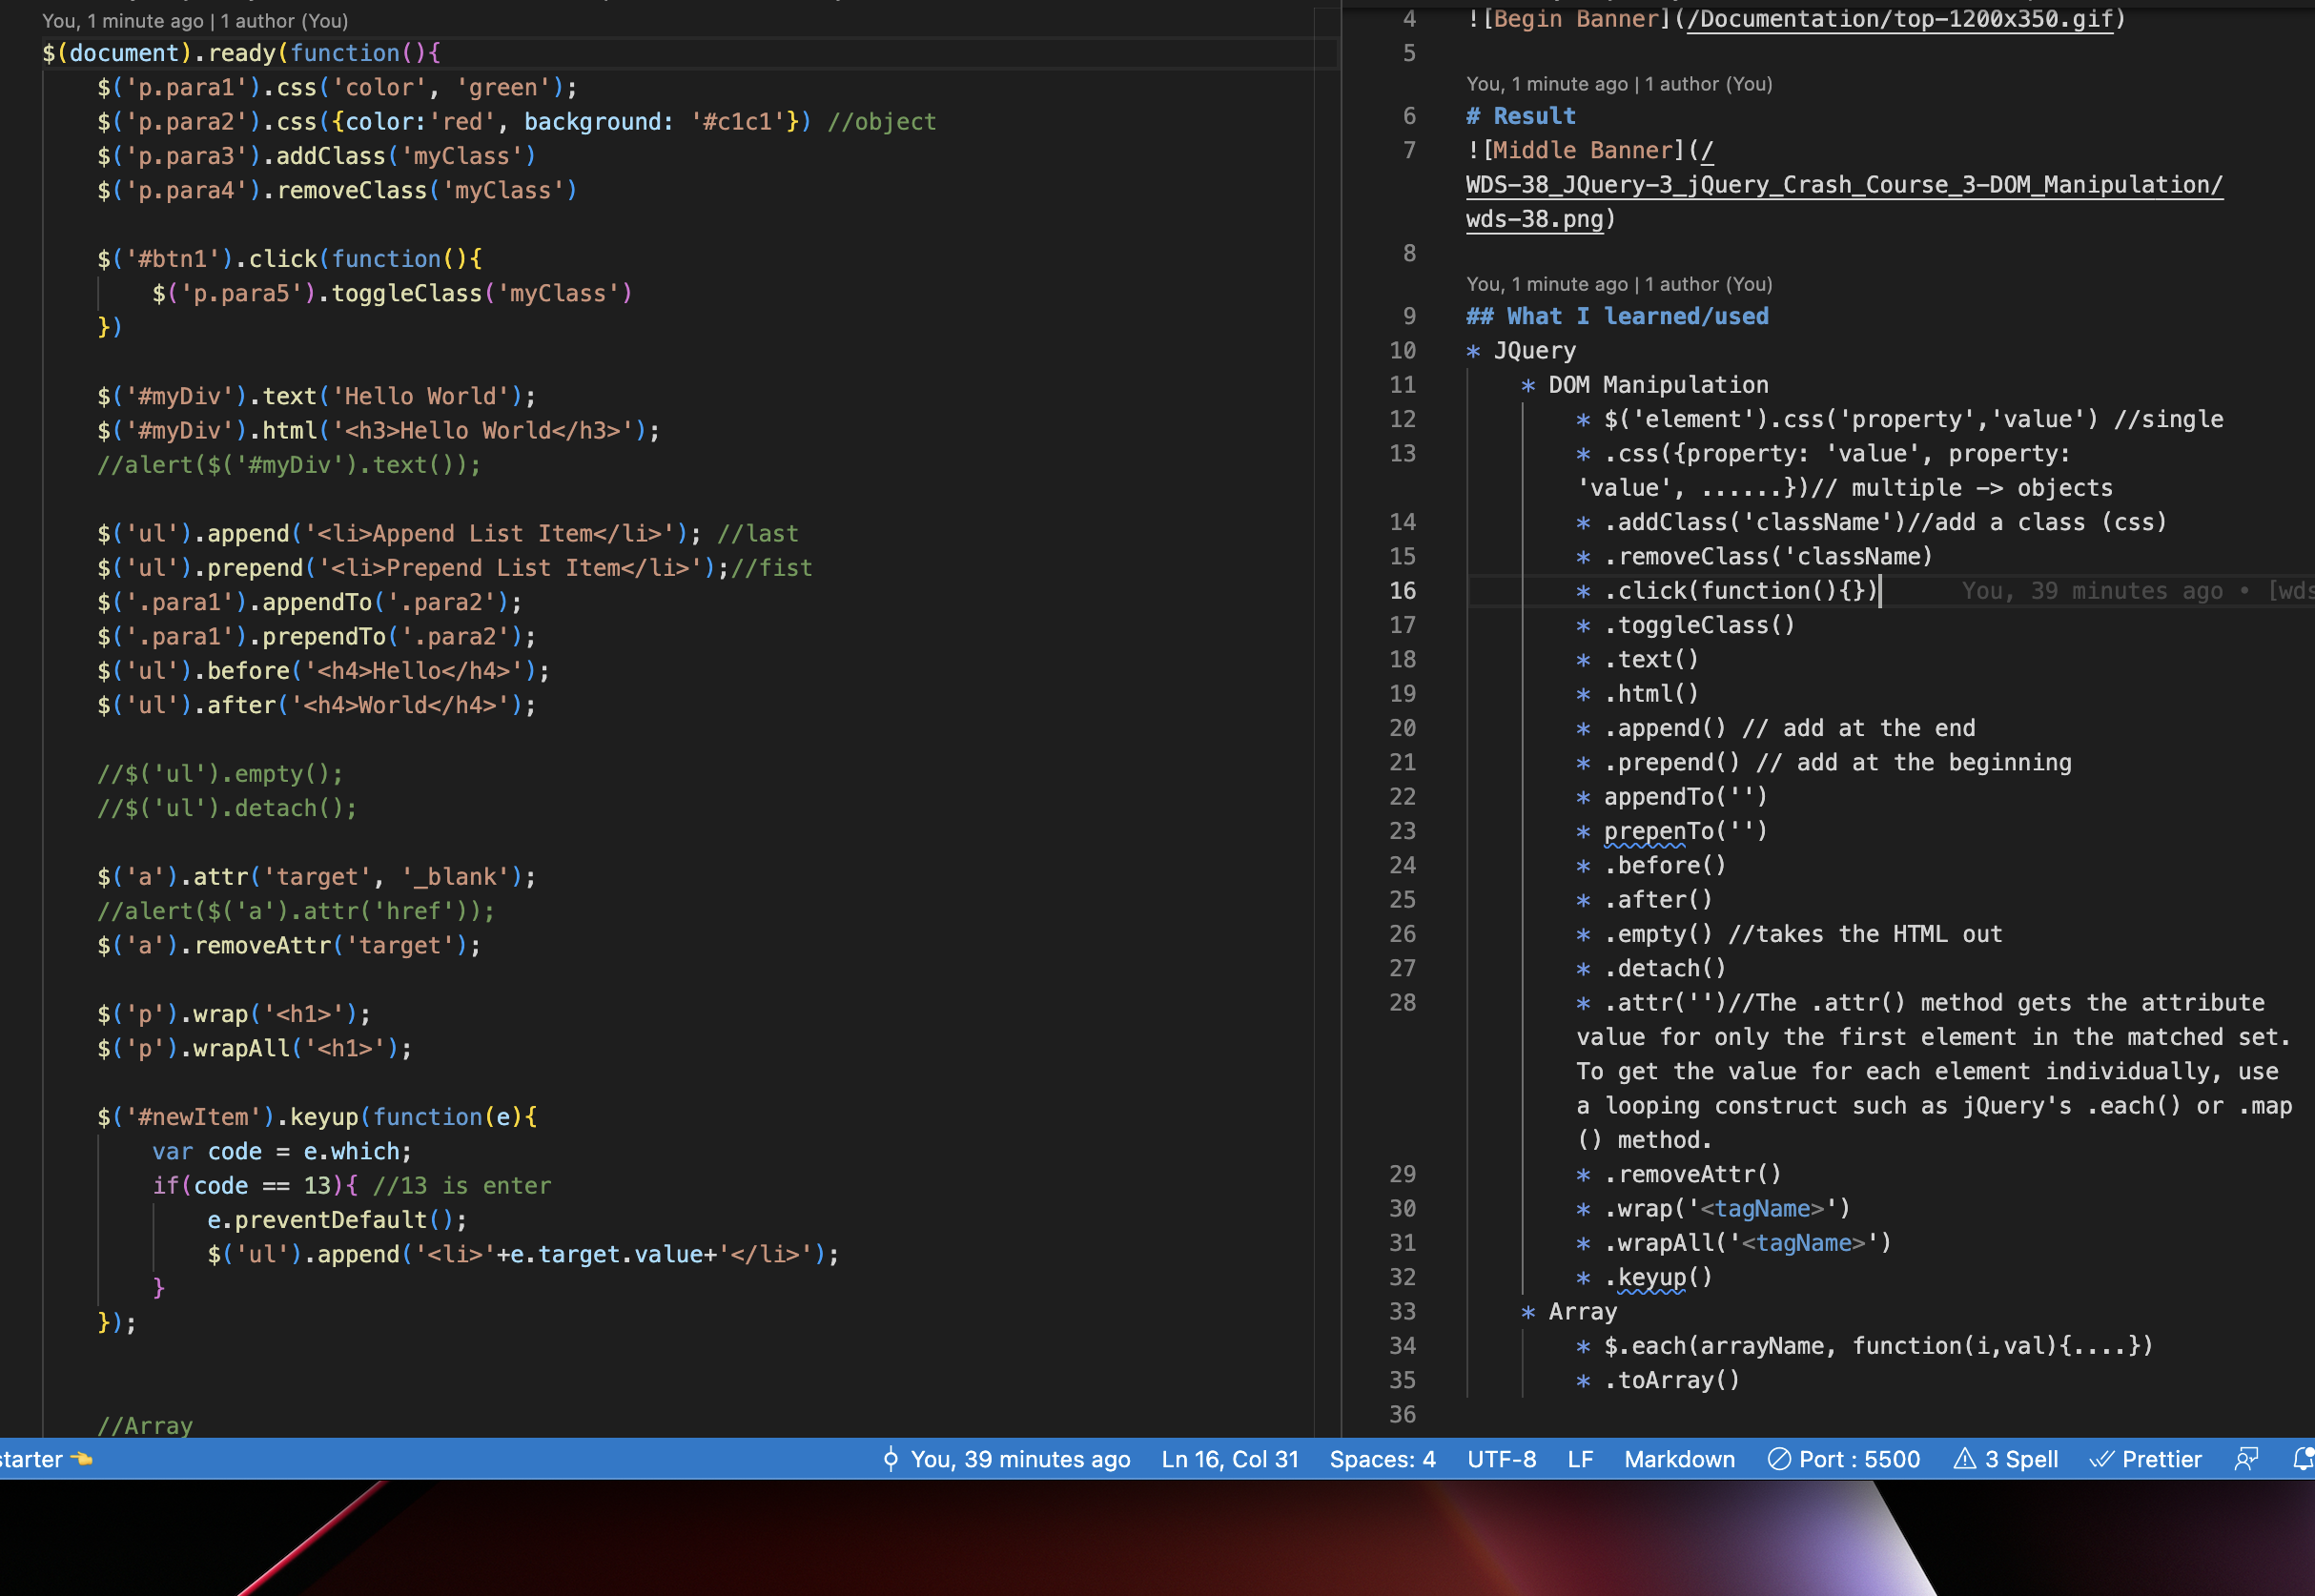 You, 1 minute ago | 1 author (You)
$(document).ready(function(){
$('p.para1').css('color', 'green');
$('p.para2').css({color:'red', background: '#c1c1'}) //object
$('p.para3').addClass('myClass')
$('p.para4').removeClass('myClass')
$('#btn1').click(function(){
$('p.para5').toggleClass('myClass')
})
$('#myDiv').text('Hello World');
$('#myDiv').html('<h3>Hello World</h3>');
//alert($('#myDiv').text());
$('ul').append('<li>Append List Item</li>'); //last
$('ul').prepend('<li>Prepend List Item</li>');//fist
$('.para1').appendTo('.para2');
$('.para1').prependTo('.para2');
$('ul').before('<h4>Hello</h4>');
$('ul').after('<h4>World</h4>');
//$('ul').empty();
//$('ul').detach();
$('a').attr('target', '_blank');
//alert($('a').attr('href'));
$('a').removeAttr('target');
$('p').wrap('<h1>');
$('p').wrapAll('<h1>');
$('#newItem').keyup(function(e){
var code = e.which;
if(code == 13){ //13 is enter
e.preventDefault();
$('ul').append('<li>'+e.target.value+'</li>');
}
});
//Array
4 ![Begin Banner](/Documentation/top-1200x350.gif)
5
You, 1 minute ago | 1 author (You)
6 # Result
7 ![Middle Banner](/
WDS-38_JQuery-3_jQuery_Crash_Course_3-DOM_Manipulation/
wds-38.png)
8
You, 1 minute ago | 1 author (You)
9 ## What I learned/used
10 * JQuery
11 * DOM Manipulation
12 * $('element').css('property','value') //single
13 * .css({property: 'value', property:
'value', ......})// multiple -> objects
14 * .addClass('className')//add a class (css)
15 * .removeClass('className)
16 * .click(function(){}) You, 39 minutes ago • [wds
17 * .toggleClass()
18 * .text()
19 * .html()
20 * .append() // add at the end
21 * .prepend() // add at the beginning
22 * appendTo('')
23 * prepenTo('')
24 * .before()
25 * .after()
26 * .empty() //takes the HTML out
27 * .detach()
28 * .attr('')//The .attr() method gets the attribute
value for only the first element in the matched set.
To get the value for each element individually, use
a looping construct such as jQuery's .each() or .map
() method.
29 * .removeAttr()
30 * .wrap('<tagName>')
31 * .wrapAll('<tagName>')
32 * .keyup()
33 * Array
34 * $.each(arrayName, function(i,val){....})
35 * .toArray()
36
starter 👈 You, 39 minutes ago Ln 16, Col 31 Spaces: 4 UTF-8 LF Markdown Port : 5500 3 Spell Prettier